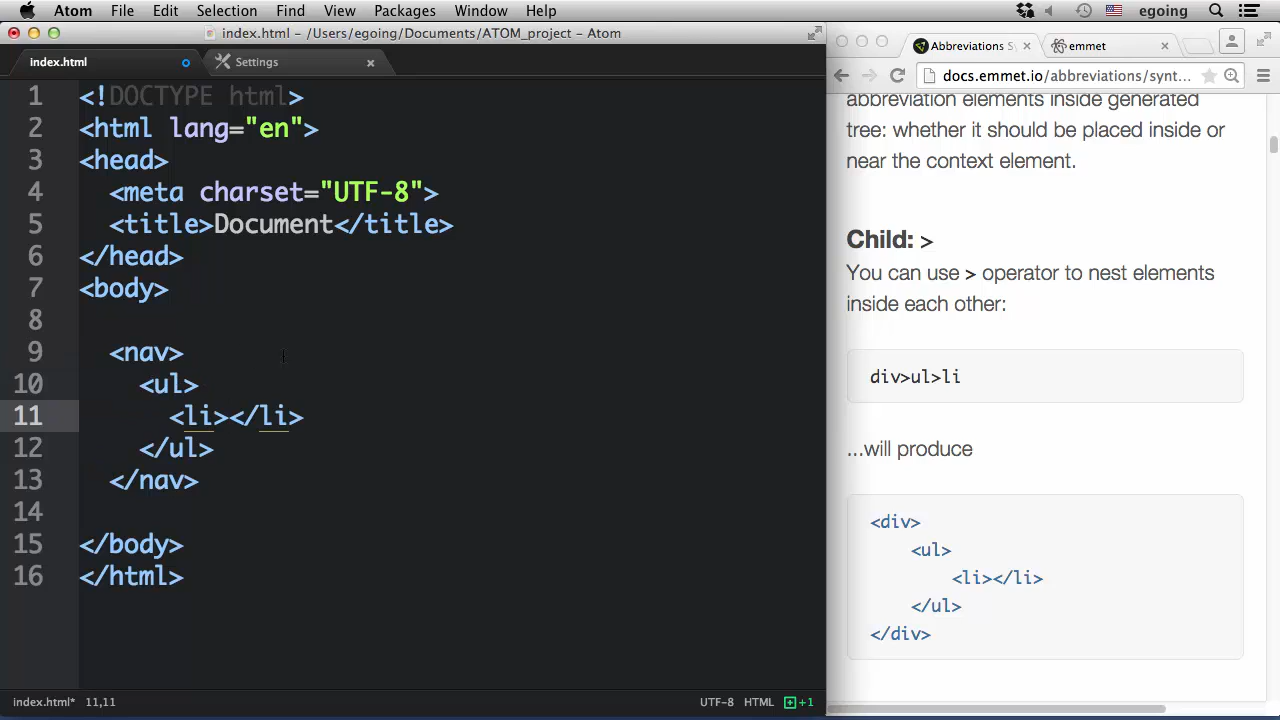 Atom File Edit Selection Find View Packages Window Help egoing
index.html – /Users/egoing/Documents/ATOM_project – Atom
index.html Settings
1 <!DOCTYPE html>
2 <html lang="en">
3 <head>
4 <meta charset="UTF-8">
5 <title>Document</title>
6 </head>
7 <body>
8
9 <nav>
10 <ul>
11 <li></li>
12 </ul>
13 </nav>
14
15 </body>
16 </html>
index.html* 11,11 UTF-8 HTML +1
Abbreviations Sy emmet
docs.emmet.io/abbreviations/synt...
abbreviation elements inside generated
tree: whether it should be placed inside or
near the context element.
Child: >
You can use > operator to nest elements
inside each other:
div>ul>li
...will produce
<div>
<ul>
<li></li>
</ul>
</div>